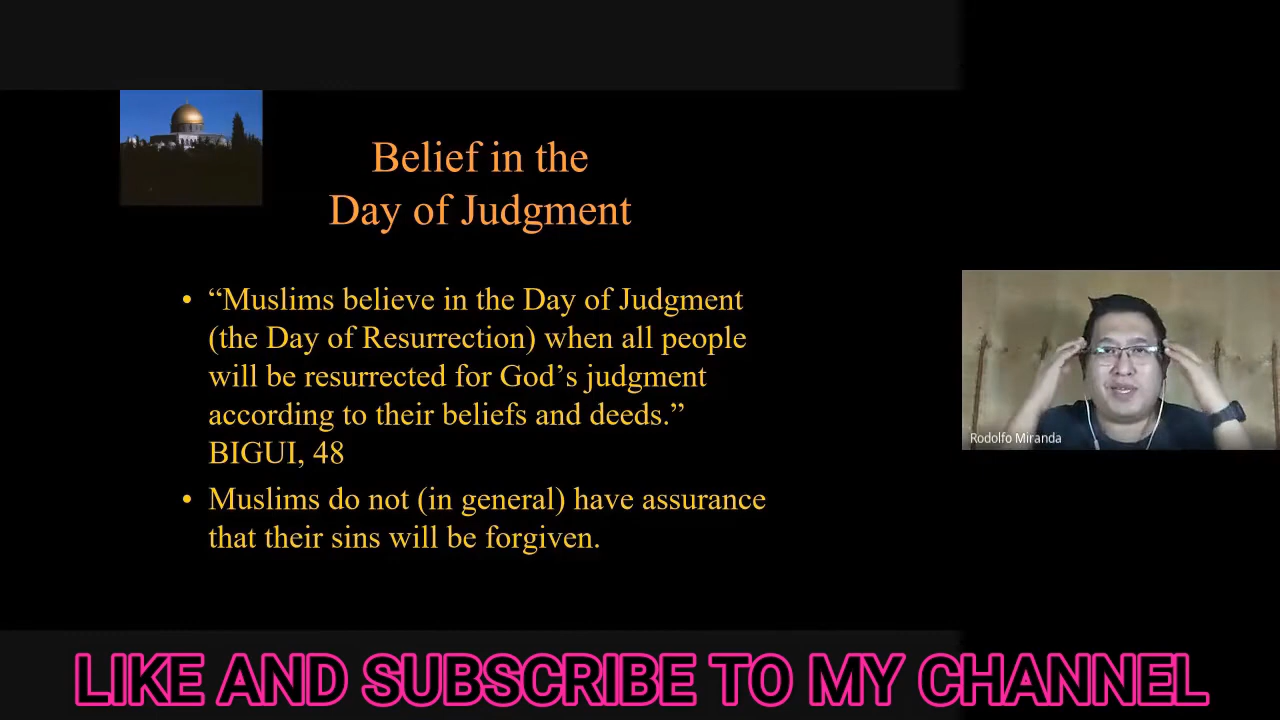 Belief in the
Day of Judgment
• “Muslims believe in the Day of Judgment
(the Day of Resurrection) when all people
will be resurrected for God’s judgment
according to their beliefs and deeds.”
BIGUI, 48
• Muslims do not (in general) have assurance
that their sins will be forgiven.
Rodolfo Miranda
LIKE AND SUBSCRIBE TO MY CHANNEL